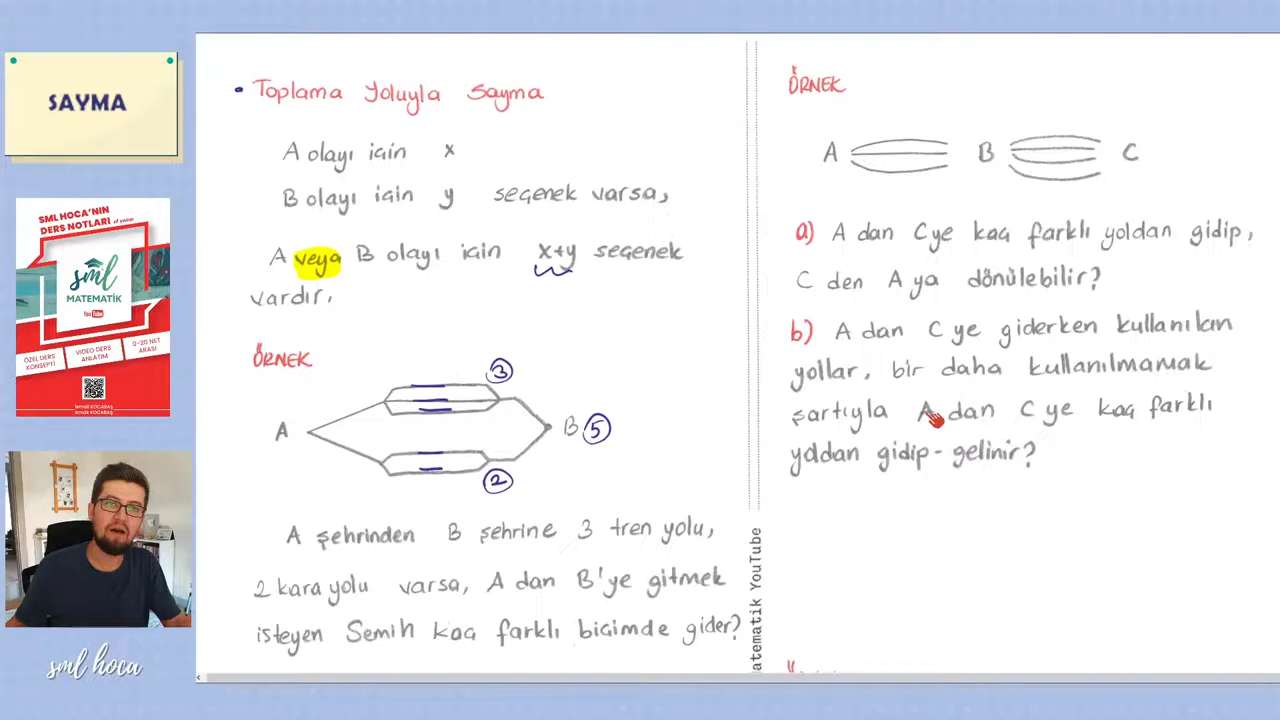 SAYMA
SML HOCA'NIN
DERS NOTLARI
sml
MATEMATİK
YouTube
ÖZEL DERS
KONSEPTİ
VIDEO DERS
ANLATIM
0-20 NET
ARASI
sml hoca
• Toplama Yoluyla Sayma
A olayı için x
B olayı için y seçenek varsa,
A veya B olayı için x+y seçenek
vardır.
ÖRNEK
3
A B 5
2
A şehrinden B şehrine 3 tren yolu,
2 kara yolu varsa, A dan B'ye gitmek
isteyen Semih kaç farklı biçimde gider?
atematik YouTube
ÖRNEK
A B C
a) A dan C ye kaç farklı yoldan gidip,
C den A ya dönülebilir?
b) A dan C ye giderken kullanılan
yollar, bir daha kullanılmamak
şartıyla A dan C ye kaç farklı
yoldan gidip-gelinir?